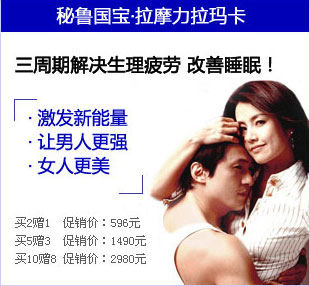 秘鲁国宝·拉摩力拉玛卡
三周期解决生理疲劳 改善睡眠！
· 激发新能量
· 让男人更强
· 女人更美
买2赠1 促销价：596元
买5赠3 促销价：1490元
买10赠8 促销价：2980元